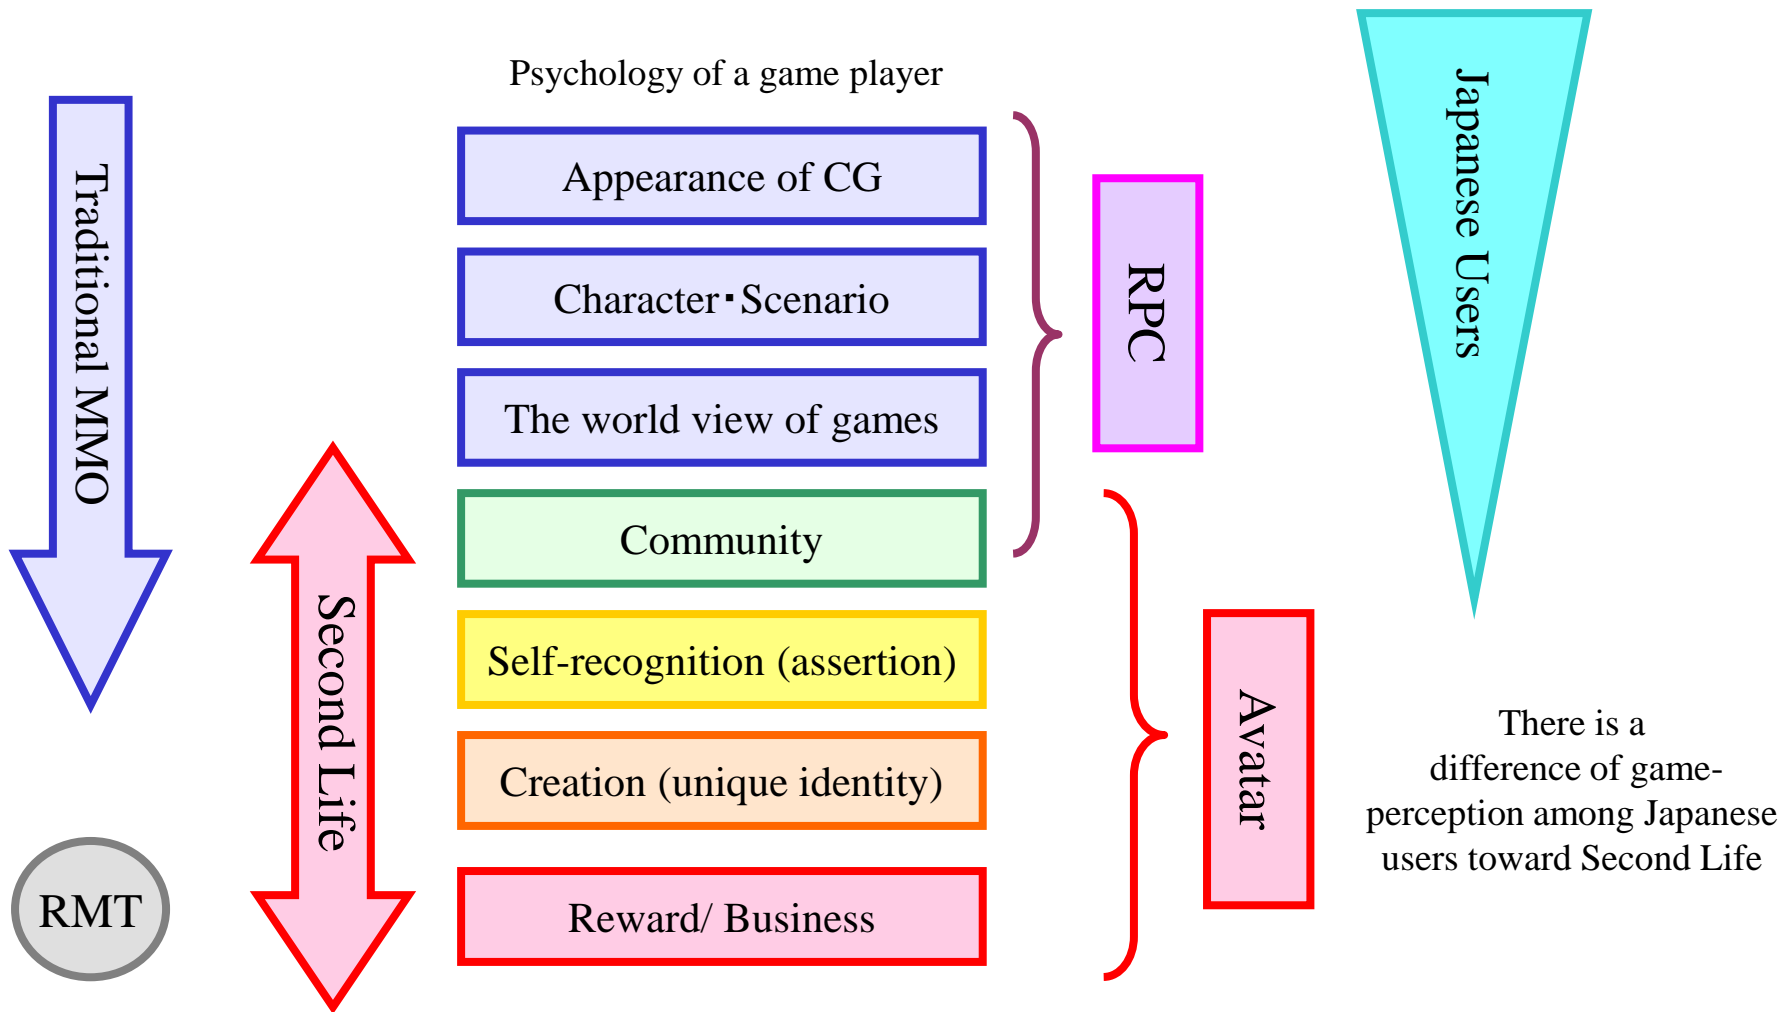 Psychology of a game player
Traditional MMO
Second Life
RMT
Appearance of CG
Character・Scenario
The world view of games
Community
Self-recognition (assertion)
Creation (unique identity)
Reward/ Business
RPC
Avatar
Japanese Users
There is a
difference of game-
perception among Japanese
users toward Second Life